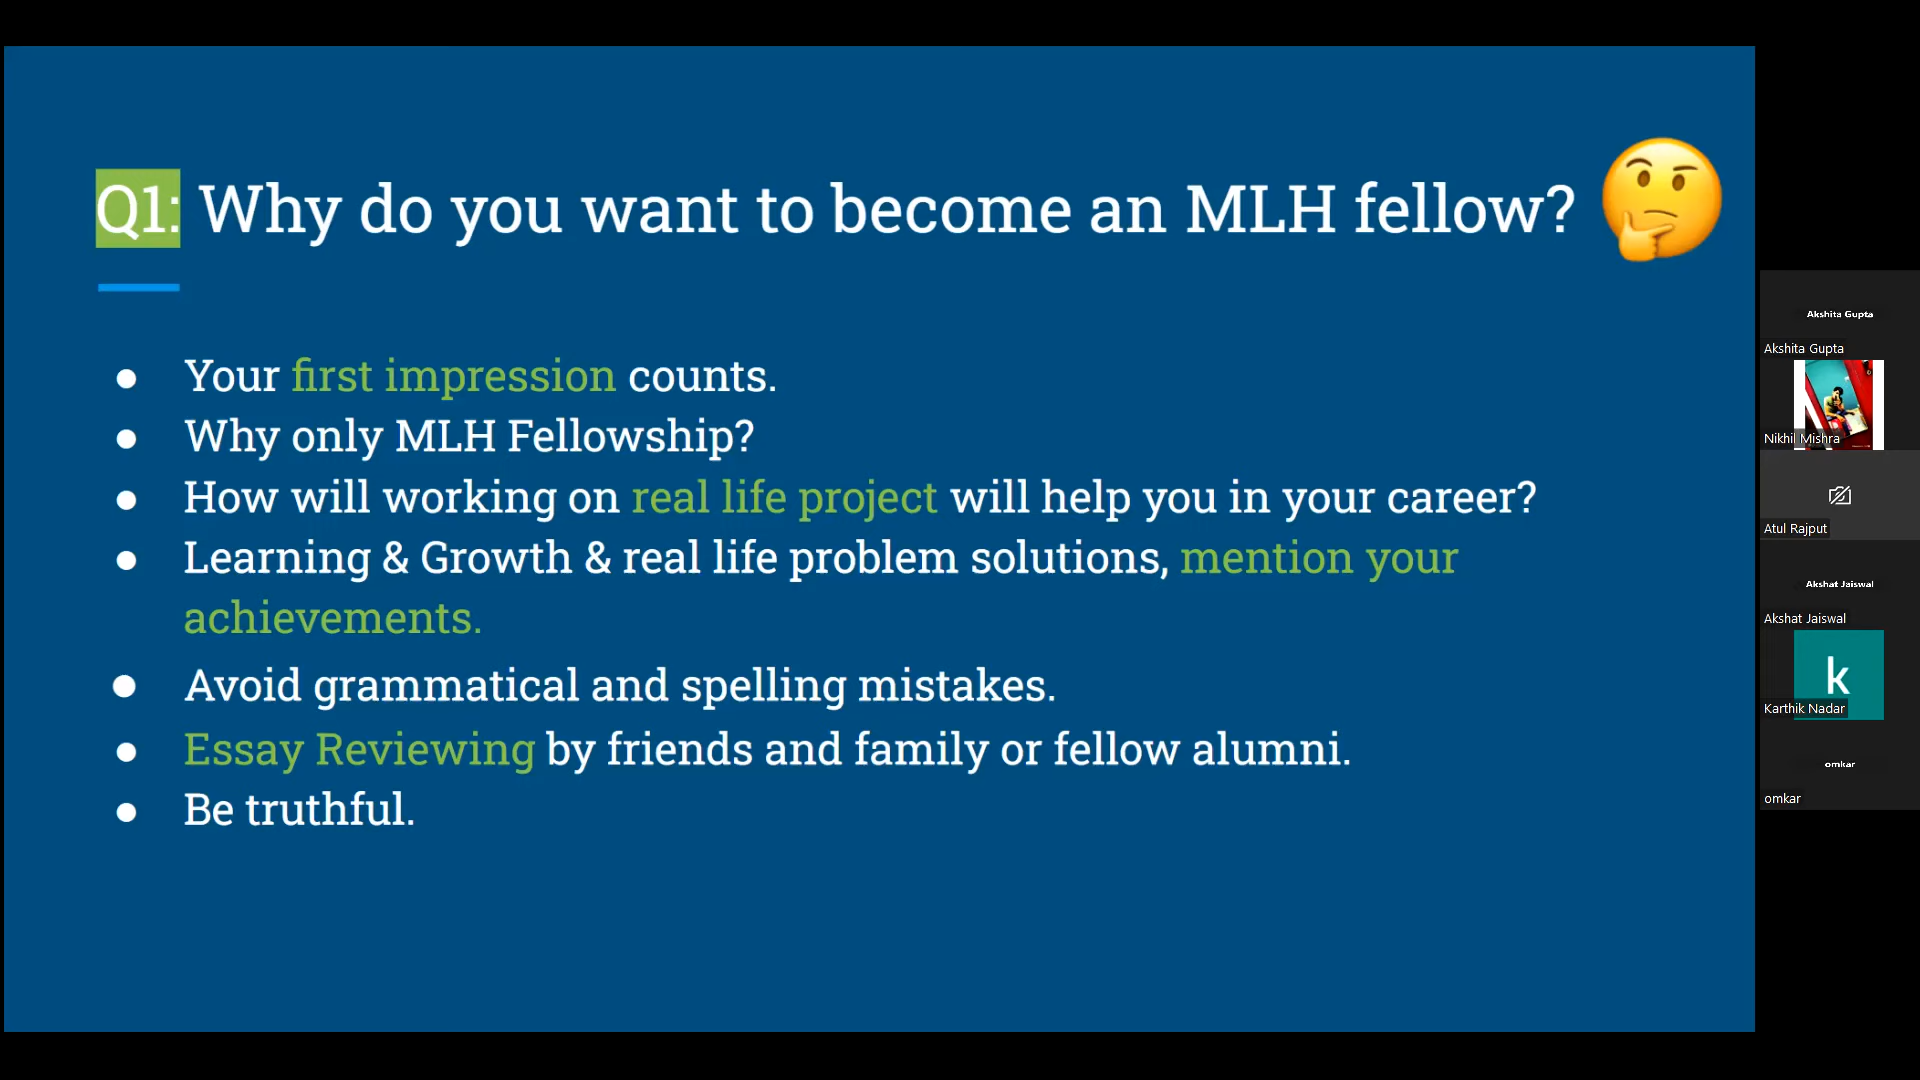 Q1: Why do you want to become an MLH fellow?
● Your first impression counts.
● Why only MLH Fellowship?
● How will working on real life project will help you in your career?
● Learning & Growth & real life problem solutions, mention your
achievements.
● Avoid grammatical and spelling mistakes.
● Essay Reviewing by friends and family or fellow alumni.
● Be truthful.
Akshita Gupta
Akshita Gupta
Nikhil Mishra
Atul Rajput
Akshat Jaiswal
Akshat Jaiswal
k
Karthik Nadar
omkar
omkar